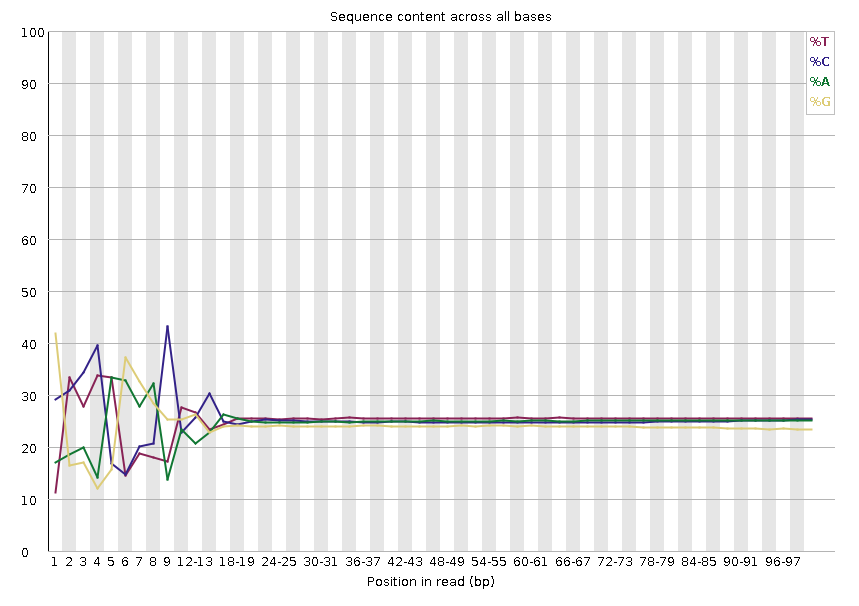 Sequence content across all bases
100
90
80
70
60
50
40
30
20
10
0
%T
%C
%A
%G
1 2 3 4 5 6 7 8 9 12-13 18-19 24-25 30-31 36-37 42-43 48-49 54-55 60-61 66-67 72-73 78-79 84-85 90-91 96-97
Position in read (bp)